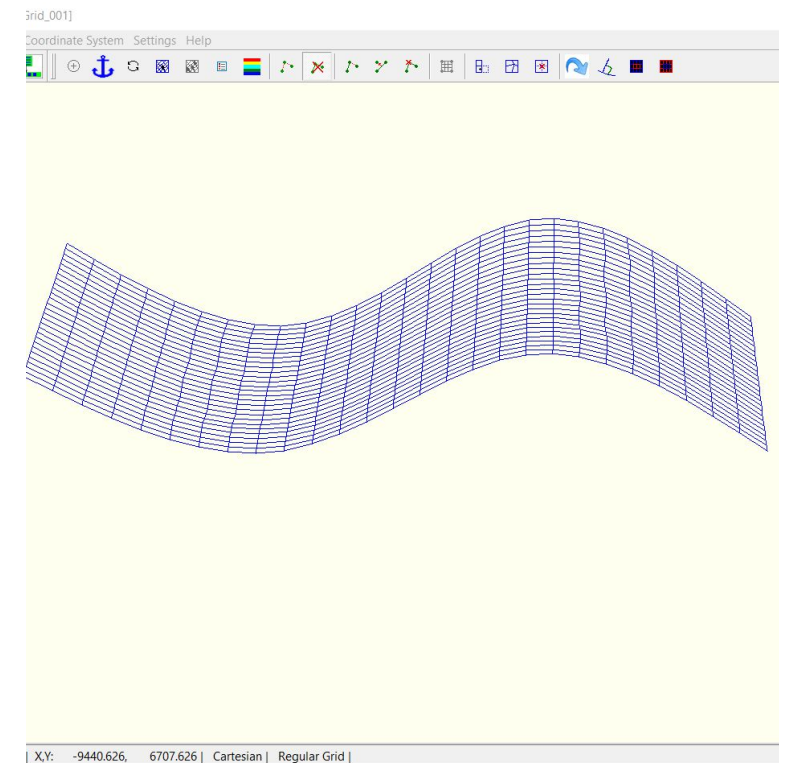 Grid_001]
Coordinate System Settings Help
| X,Y: -9440.626, 6707.626 | Cartesian | Regular Grid |